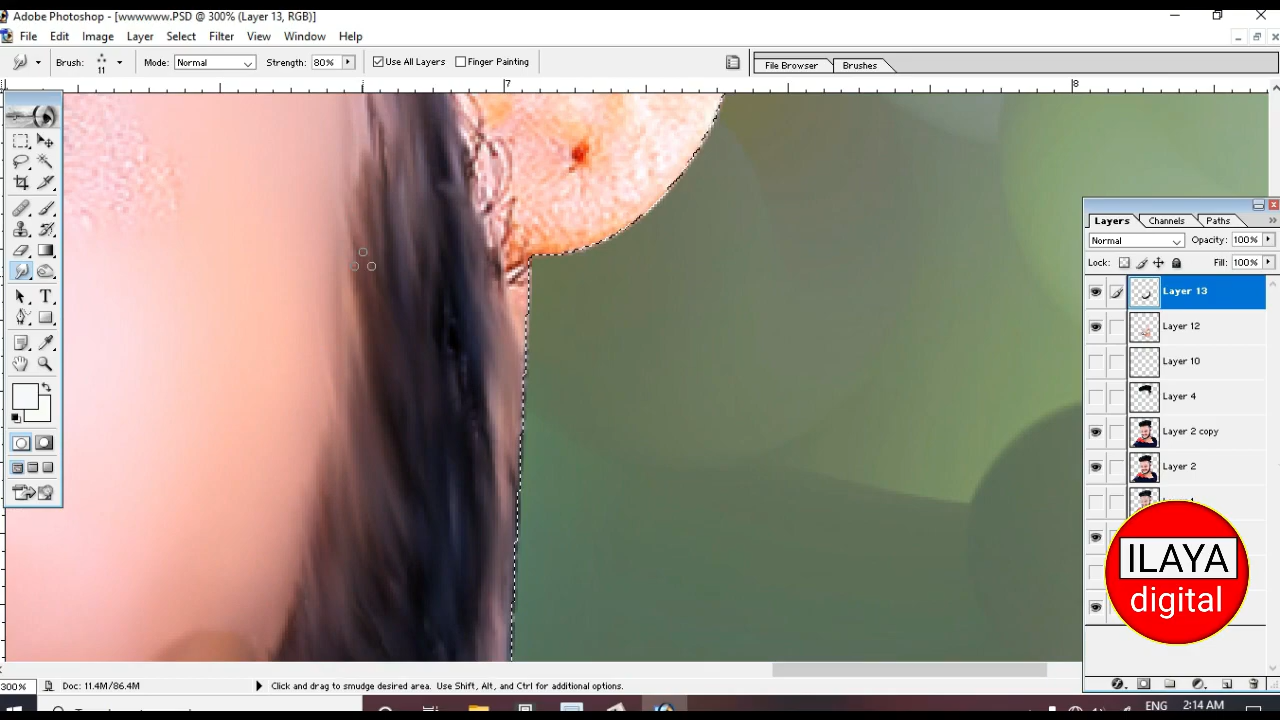 Adobe Photoshop - [wwwwww.PSD @ 300% (Layer 13, RGB)]
File Edit Image Layer Select Filter View Window Help
Brush: 11 Mode: Normal Strength: 80% Use All Layers Finger Painting File Browser Brushes
7 8
Layers Channels Paths
Normal Opacity: 100%
Lock: Fill: 100%
Layer 13
Layer 12
Layer 10
Layer 4
Layer 2 copy
Layer 2
ILAYA
digital
300% Doc: 11.4M/86.4M Click and drag to smudge desired area. Use Shift, Alt, and Ctrl for additional options.
ENG 2:14 AM